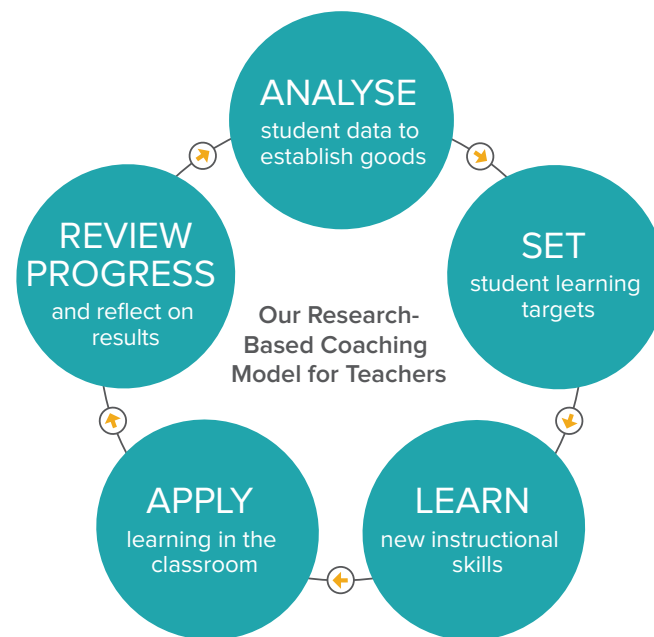 ANALYSE
student data to
establish goods
SET
student learning
targets
LEARN
new instructional
skills
APPLY
learning in the
classroom
REVIEW
PROGRESS
and reflect on
results
Our Research-
Based Coaching
Model for Teachers